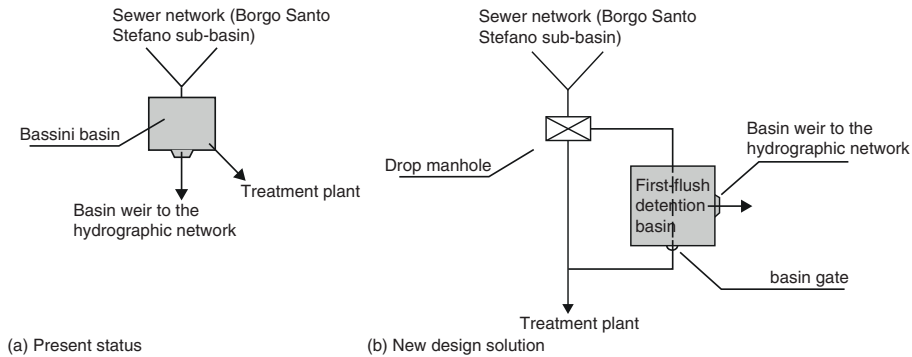 Sewer network (Borgo Santo
Stefano sub-basin)
Bassini basin
Treatment plant
Basin weir to the
hydrographic network
(a) Present status
Sewer network (Borgo Santo
Stefano sub-basin)
Drop manhole
Basin weir to the
hydrographic network
First-flush
detention
basin
basin gate
Treatment plant
(b) New design solution